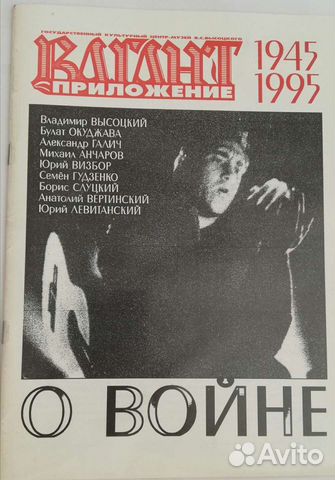 ГОСУДАРСТВЕННЫЙ КУЛЬТУРНЫЙ ЦЕНТР-МУЗЕЙ В.С.ВЫСОЦКОГО
ВАГАНТ
ПРИЛОЖЕНИЕ
1945
1995
Владимир ВЫСОЦКИЙ
Булат ОКУДЖАВА
Александр ГАЛИЧ
Михаил АНЧАРОВ
Юрий ВИЗБОР
Семён ГУДЗЕНКО
Борис СЛУЦКИЙ
Анатолий ВЕРТИНСКИЙ
Юрий ЛЕВИТАНСКИЙ
О ВОЙНЕ
Avito